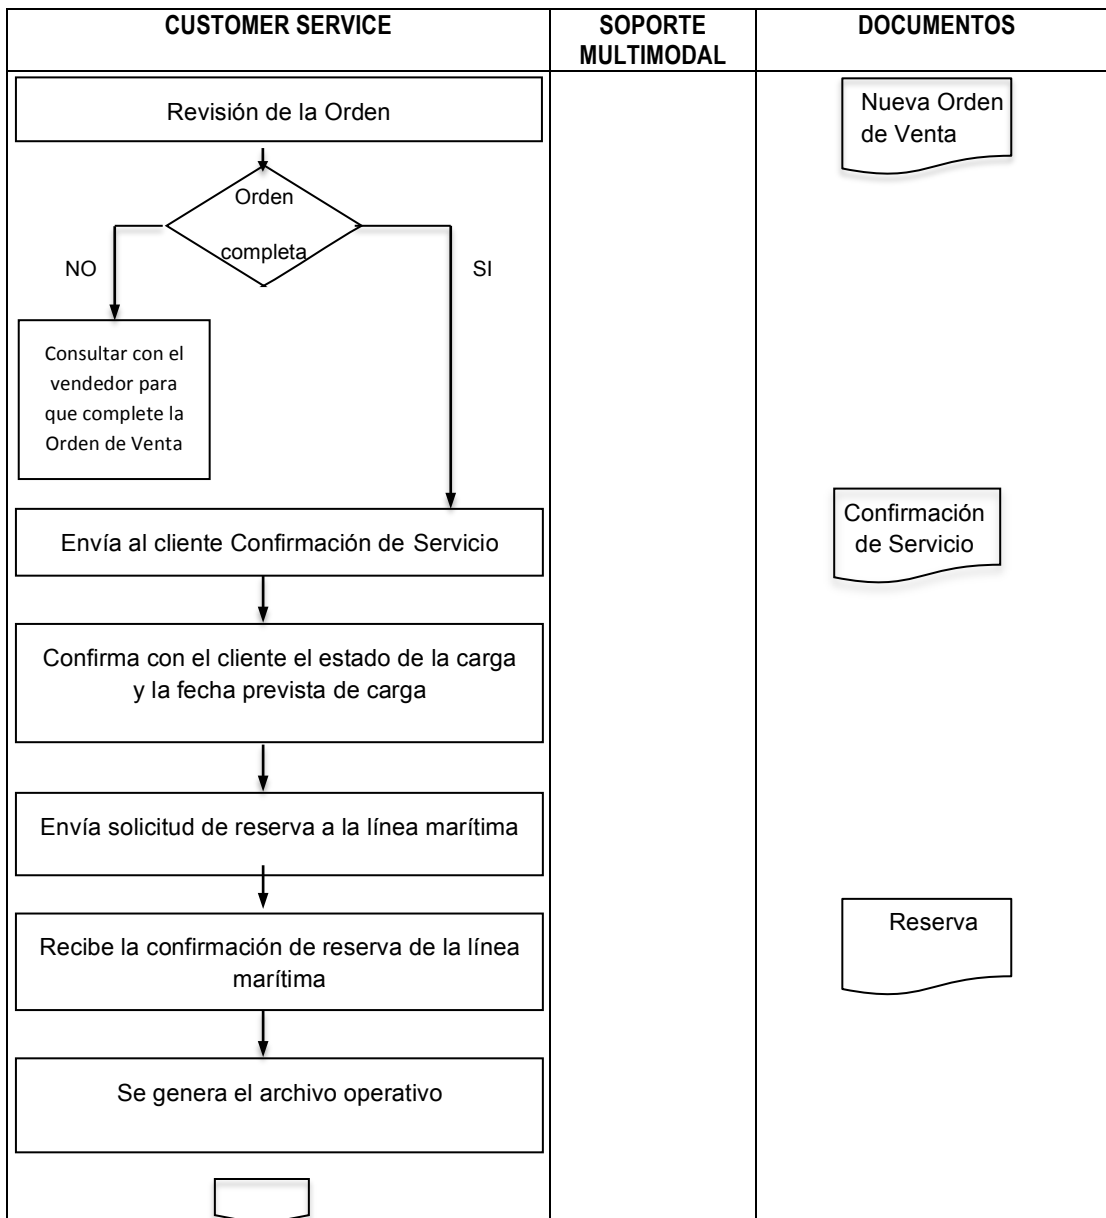 CUSTOMER SERVICE
SOPORTE
MULTIMODAL
DOCUMENTOS
Revisión de la Orden
Nueva Orden
de Venta
Orden
completa
NO
SI
Consultar con el
vendedor para
que complete la
Orden de Venta
Envía al cliente Confirmación de Servicio
Confirmación
de Servicio
Confirma con el cliente el estado de la carga
y la fecha prevista de carga
Envía solicitud de reserva a la línea marítima
Recibe la confirmación de reserva de la línea
marítima
Reserva
Se genera el archivo operativo